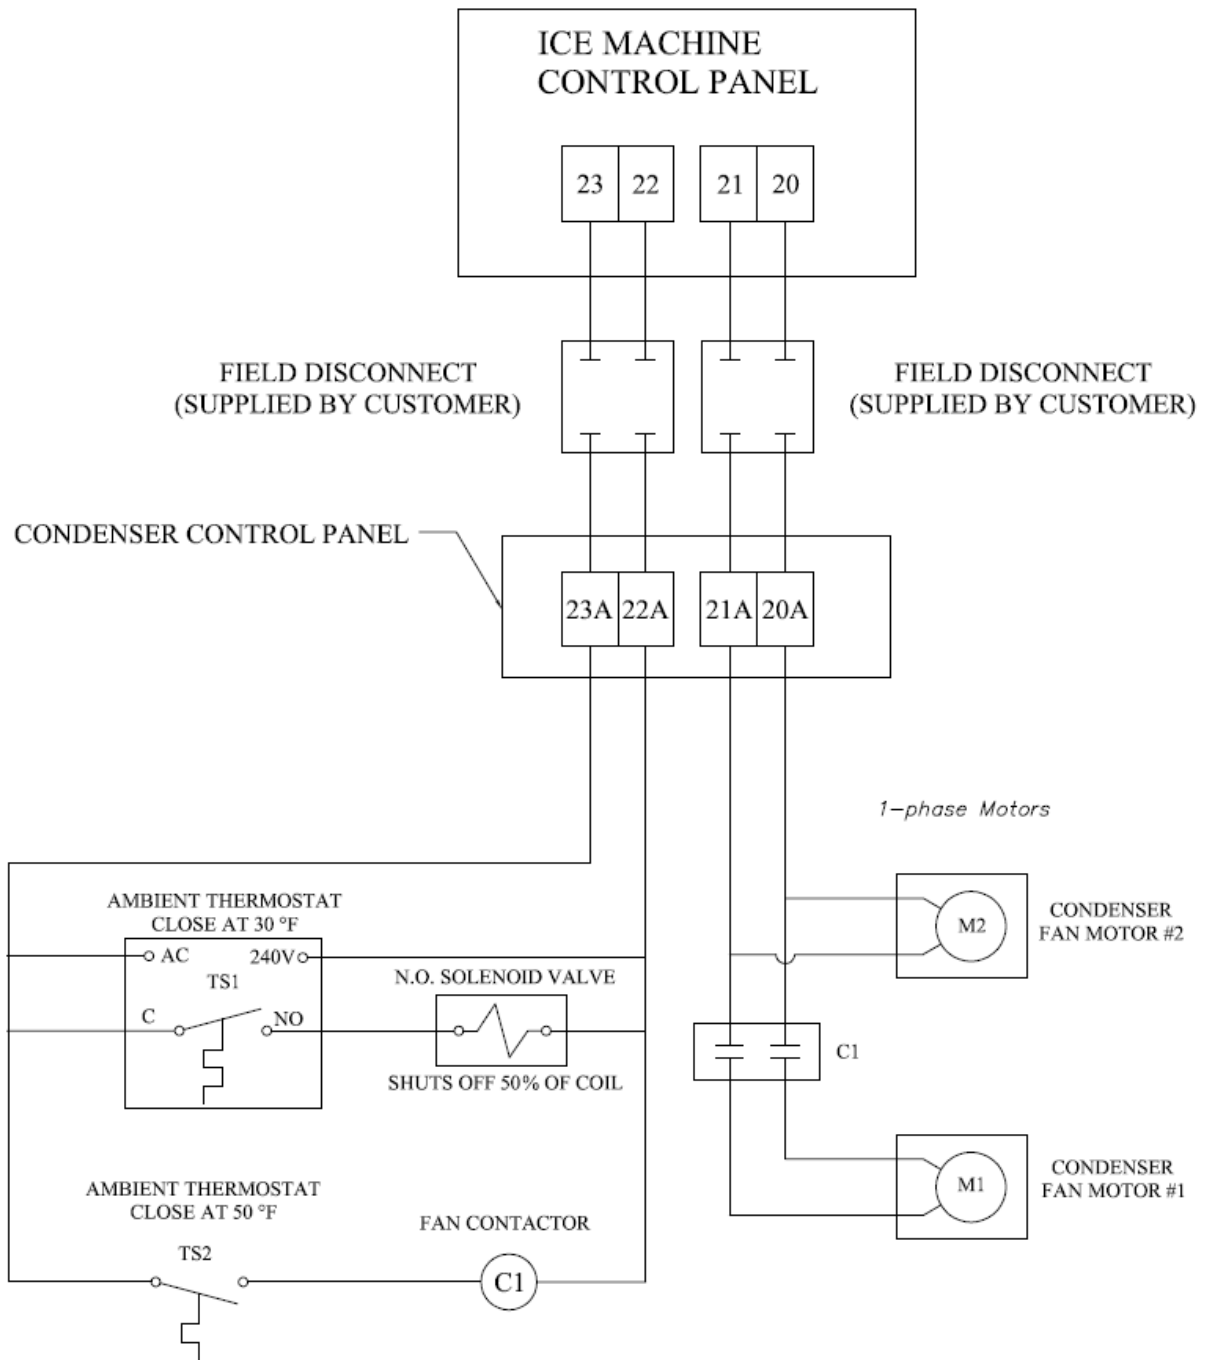 ICE MACHINE
CONTROL PANEL
23 22 21 20
FIELD DISCONNECT
(SUPPLIED BY CUSTOMER)
FIELD DISCONNECT
(SUPPLIED BY CUSTOMER)
CONDENSER CONTROL PANEL
23A 22A 21A 20A
1-phase Motors
AMBIENT THERMOSTAT
CLOSE AT 30 °F
AC 240V
TS1
C NO
N.O. SOLENOID VALVE
SHUTS OFF 50% OF COIL
M2
CONDENSER
FAN MOTOR #2
C1
M1
CONDENSER
FAN MOTOR #1
AMBIENT THERMOSTAT
CLOSE AT 50 °F
TS2
FAN CONTACTOR
C1